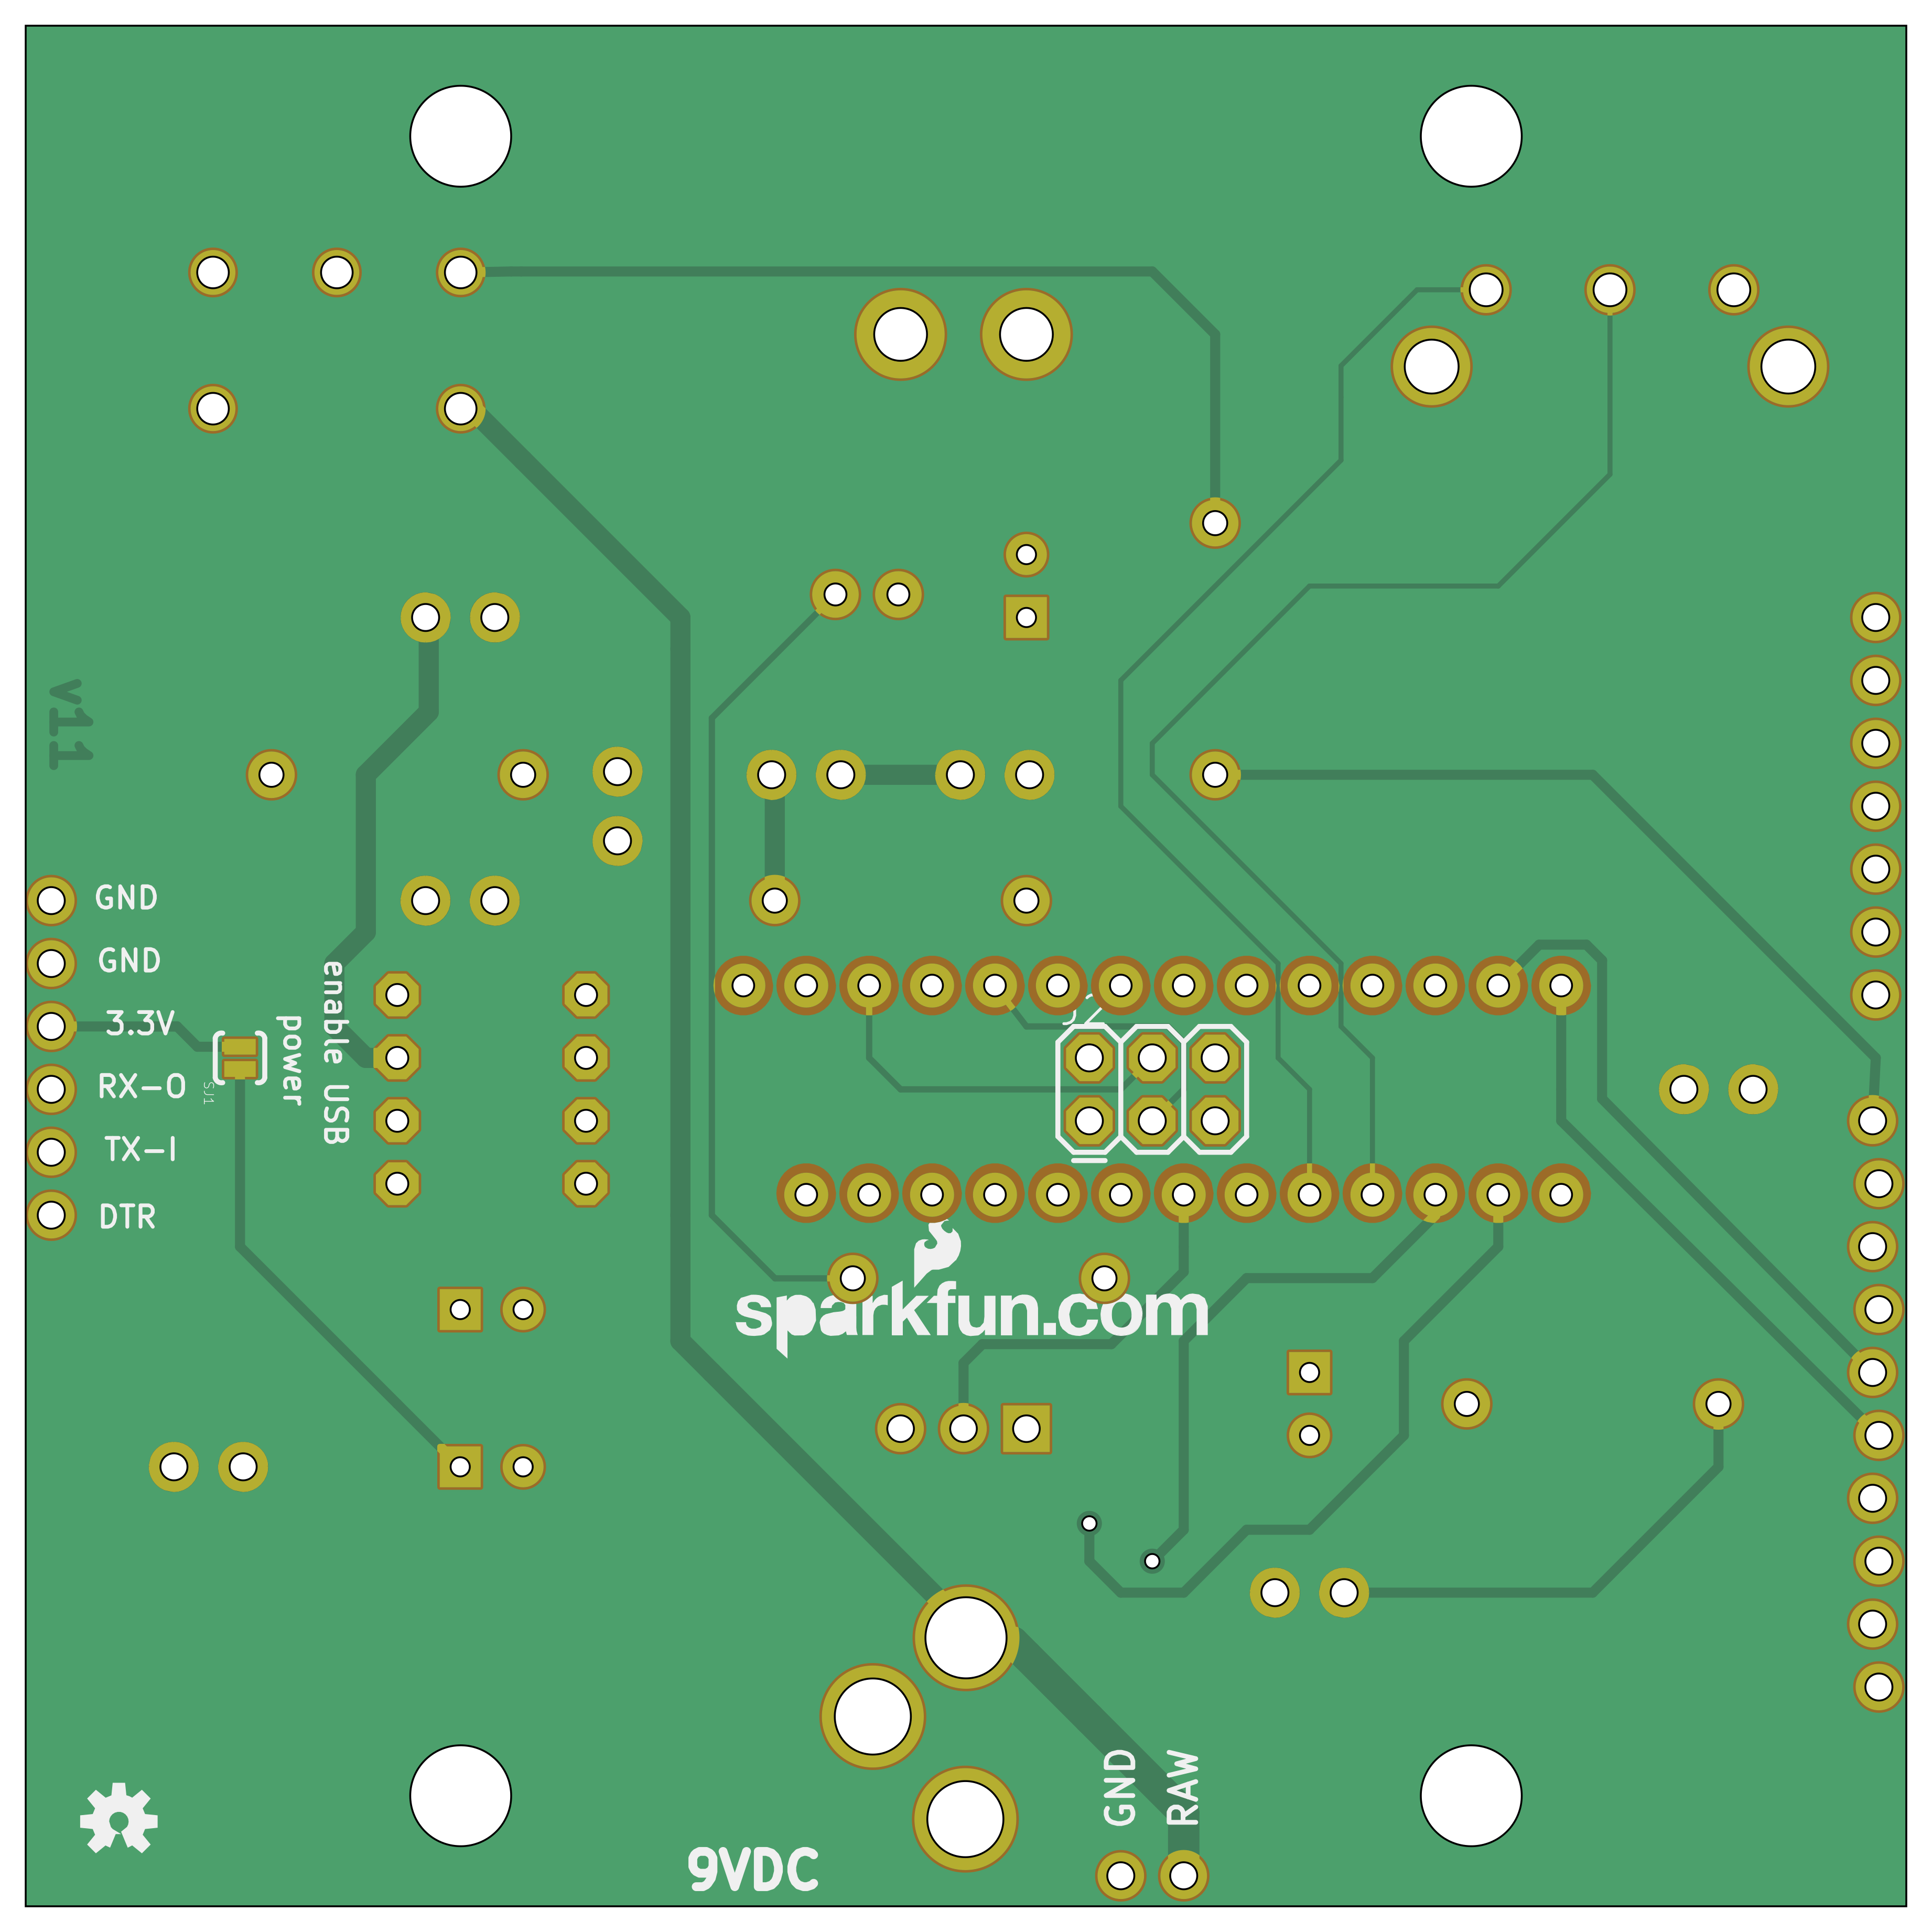 v11
GND
GND
3.3V
RX-O
TX-I
DTR
SJ1
power
enable USB
sparkfun.com
GND
RAW
9VDC